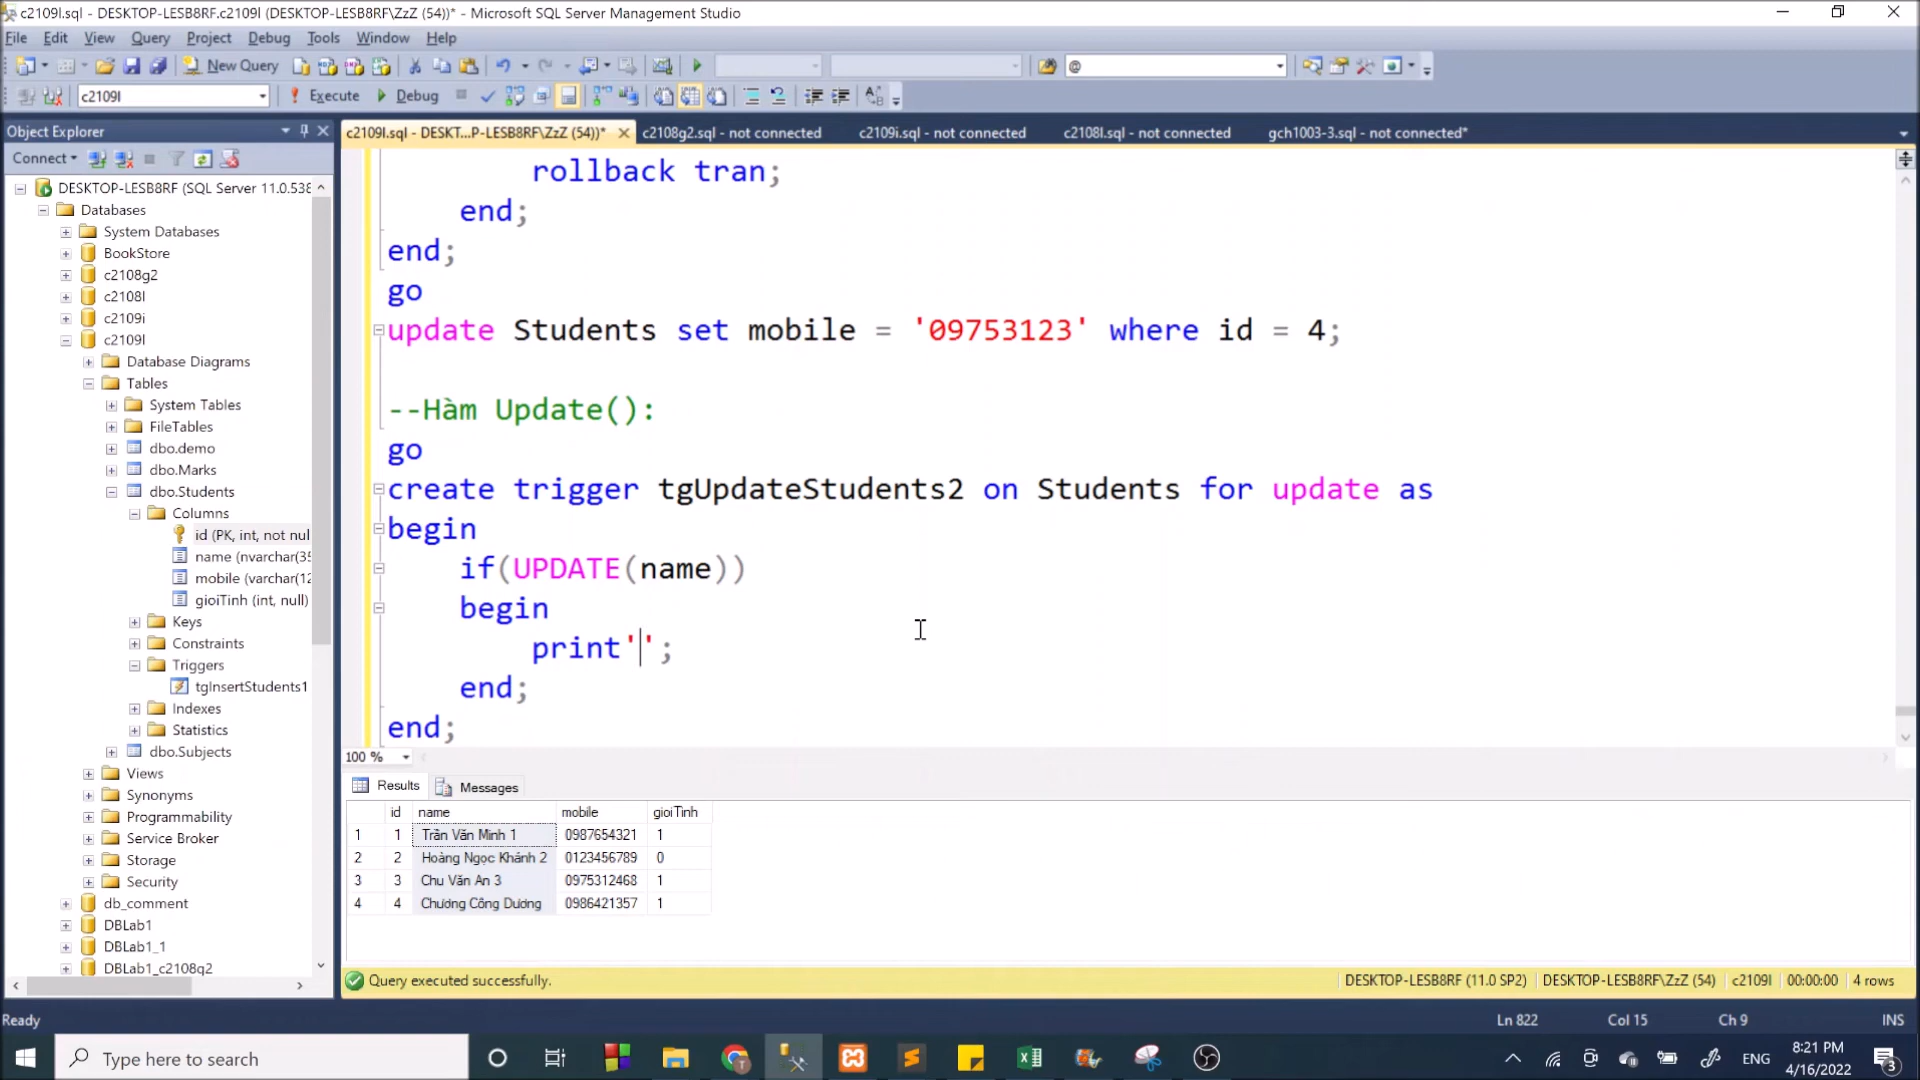 c2109l.sql - DESKTOP-LESB8RF.c2109l (DESKTOP-LESB8RF\ZzZ (54))* - Microsoft SQL Server Management Studio
File Edit View Query Project Debug Tools Window Help
New Query @
c2109l Execute Debug
Object Explorer
c2109l.sql - DESKT...P-LESB8RF\ZzZ (54))* c2108g2.sql - not connected c2109i.sql - not connected c2108l.sql - not connected gch1003-3.sql - not connected*
Connect
DESKTOP-LESB8RF (SQL Server 11.0.538
Databases
System Databases
BookStore
c2108g2
c2108l
c2109i
c2109l
Database Diagrams
Tables
System Tables
FileTables
dbo.demo
dbo.Marks
dbo.Students
Columns
id (PK, int, not nul
name (nvarchar(35
mobile (varchar(12
gioiTinh (int, null)
Keys
Constraints
Triggers
tgInsertStudents1
Indexes
Statistics
dbo.Subjects
Views
Synonyms
Programmability
Service Broker
Storage
Security
db_comment
DBLab1
DBLab1_1
DBLab1_c2108g2
rollback tran;
end;
end;
go
update Students set mobile = '09753123' where id = 4;
--Hàm Update():
go
create trigger tgUpdateStudents2 on Students for update as
begin
if(UPDATE(name))
begin
print'';
end;
end;
100 %
Results Messages
id name mobile gioiTinh
1 1 Trần Văn Minh 1 0987654321 1
2 2 Hoàng Ngọc Khánh 2 0123456789 0
3 3 Chu Văn An 3 0975312468 1
4 4 Chương Công Dương 0986421357 1
Query executed successfully. DESKTOP-LESB8RF (11.0 SP2) DESKTOP-LESB8RF\ZzZ (54) c2109l 00:00:00 4 rows
Ready Ln 822 Col 15 Ch 9 INS
Type here to search
ENG
8:21 PM
4/16/2022
3